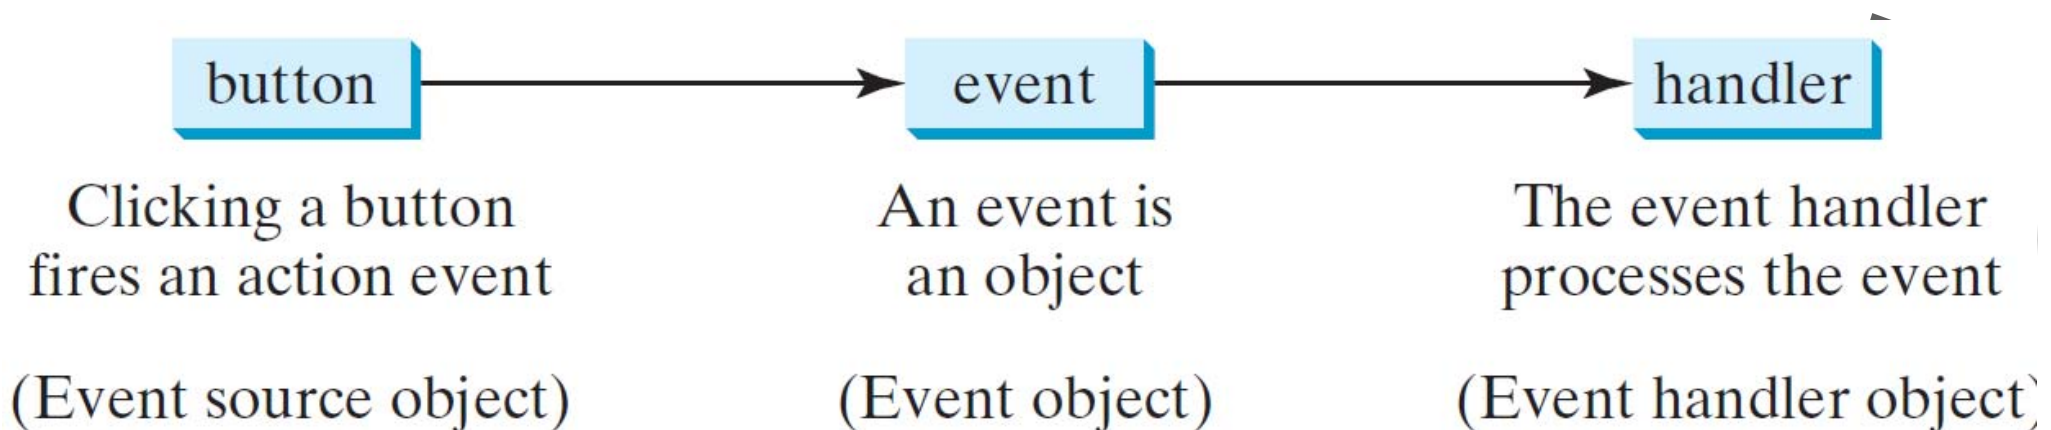 button
event
handler
Clicking a button
fires an action event
An event is
an object
The event handler
processes the event
(Event source object)
(Event object)
(Event handler object)